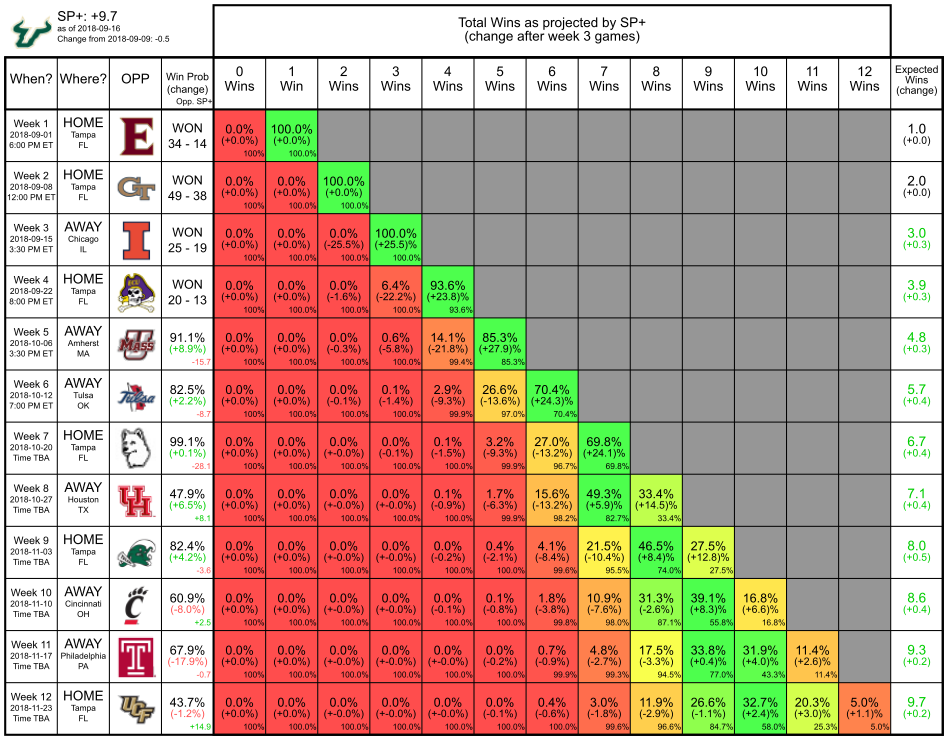 SP+: +9.7
as of 2018-09-16
Change from 2018-09-09: -0.5
Total Wins as projected by SP+
(change after week 3 games)
When? Where? OPP Win Prob (change) Opp. SP+ 0 Wins 1 Win 2 Wins 3 Wins 4 Wins 5 Wins 6 Wins 7 Wins 8 Wins 9 Wins 10 Wins 11 Wins 12 Wins Expected Wins (change)
Week 1 HOME E WON 0.0% 100.0% 1.0
2018-09-01 Tampa 34 - 14 (+0.0%) (+0.0%) (+0.0)
6:00 PM ET FL 100% 100.0%
Week 2 HOME GT WON 0.0% 0.0% 100.0% 2.0
2018-09-08 Tampa 49 - 38 (+0.0%) (+0.0%) (+0.0%) (+0.0)
12:00 PM ET FL 100% 100.0% 100.0%
Week 3 AWAY I WON 0.0% 0.0% 0.0% 100.0% 3.0
2018-09-15 Chicago 25 - 19 (+0.0%) (+0.0%) (-25.5%) (+25.5)% (+0.3)
3:30 PM ET IL 100% 100.0% 100.0% 100.0%
Week 4 HOME ECU WON 0.0% 0.0% 0.0% 6.4% 93.6% 3.9
2018-09-22 Tampa 20 - 13 (+0.0%) (+0.0%) (-1.6%) (-22.2%) (+23.8)% (+0.3)
8:00 PM ET FL 100% 100.0% 100.0% 100.0% 93.6%
Week 5 AWAY MASS 91.1% 0.0% 0.0% 0.0% 0.6% 14.1% 85.3% 4.8
2018-10-06 Amherst (+8.9%) (+0.0%) (+0.0%) (-0.3%) (-5.8%) (-21.8%) (+27.9)% (+0.3)
3:30 PM ET MA -15.7 100% 100.0% 100.0% 100.0% 99.4% 85.3%
Week 6 AWAY Tulsa 82.5% 0.0% 0.0% 0.0% 0.1% 2.9% 26.6% 70.4% 5.7
2018-10-12 Tulsa (+2.2%) (+0.0%) (+0.0%) (-0.1%) (-1.4%) (-9.3%) (-13.6%) (+24.3)% (+0.4)
7:00 PM ET OK -8.7 100% 100.0% 100.0% 100.0% 99.9% 97.0% 70.4%
Week 7 HOME 99.1% 0.0% 0.0% 0.0% 0.0% 0.1% 3.2% 27.0% 69.8% 6.7
2018-10-20 Tampa (+0.1%) (+0.0%) (+0.0%) (+-0.0%) (-0.1%) (-1.5%) (-9.3%) (-13.2%) (+24.1)% (+0.4)
Time TBA FL -28.1 100% 100.0% 100.0% 100.0% 100.0% 99.9% 96.7% 69.8%
Week 8 AWAY UH 47.9% 0.0% 0.0% 0.0% 0.0% 0.1% 1.7% 15.6% 49.3% 33.4% 7.1
2018-10-27 Houston (+6.5%) (+0.0%) (+0.0%) (+-0.0%) (+-0.0%) (-0.9%) (-6.3%) (-13.2%) (+5.9)% (+14.5)% (+0.4)
Time TBA TX +8.1 100% 100.0% 100.0% 100.0% 100.0% 99.9% 98.2% 82.7% 33.4%
Week 9 HOME 82.4% 0.0% 0.0% 0.0% 0.0% 0.0% 0.4% 4.1% 21.5% 46.5% 27.5% 8.0
2018-11-03 Tampa (+4.2%) (+0.0%) (+0.0%) (+-0.0%) (+-0.0%) (-0.2%) (-2.1%) (-8.4%) (-10.4%) (+8.4)% (+12.8)% (+0.5)
Time TBA FL -3.6 100% 100.0% 100.0% 100.0% 100.0% 100.0% 99.6% 95.5% 74.0% 27.5%
Week 10 AWAY C 60.9% 0.0% 0.0% 0.0% 0.0% 0.0% 0.1% 1.8% 10.9% 31.3% 39.1% 16.8% 8.6
2018-11-10 Cincinnati (-8.0%) (+0.0%) (+0.0%) (+0.0%) (+-0.0%) (-0.1%) (-0.8%) (-3.8%) (-7.6%) (-2.6%) (+8.3)% (+6.6)% (+0.4)
Time TBA OH +2.5 100% 100.0% 100.0% 100.0% 100.0% 100.0% 99.8% 98.0% 87.1% 55.8% 16.8%
Week 11 AWAY T 67.9% 0.0% 0.0% 0.0% 0.0% 0.0% 0.0% 0.7% 4.8% 17.5% 33.8% 31.9% 11.4% 9.3
2018-11-17 Philadelphia (-17.9%) (+0.0%) (+0.0%) (+0.0%) (+-0.0%) (+-0.0%) (-0.2%) (-0.9%) (-2.7%) (-3.3%) (+0.4)% (+4.0)% (+2.6)% (+0.2)
Time TBA PA -0.7 100% 100.0% 100.0% 100.0% 100.0% 100.0% 99.9% 99.3% 94.5% 77.0% 43.3% 11.4%
Week 12 HOME UCF 43.7% 0.0% 0.0% 0.0% 0.0% 0.0% 0.0% 0.4% 3.0% 11.9% 26.6% 32.7% 20.3% 5.0% 9.7
2018-11-23 Tampa (-1.2%) (+0.0%) (+0.0%) (+0.0%) (+-0.0%) (+-0.0%) (-0.1%) (-0.6%) (-1.8%) (-2.9%) (-1.1%) (+2.4)% (+3.0)% (+1.1)% (+0.2)
Time TBA FL +14.9 100% 100.0% 100.0% 100.0% 100.0% 100.0% 100.0% 99.6% 96.6% 84.7% 58.0% 25.3% 5.0%